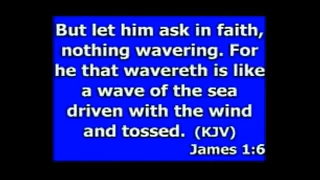 But let him ask in faith,
nothing wavering. For
he that wavereth is like
a wave of the sea
driven with the wind
and tossed. (KJV)
James 1:6